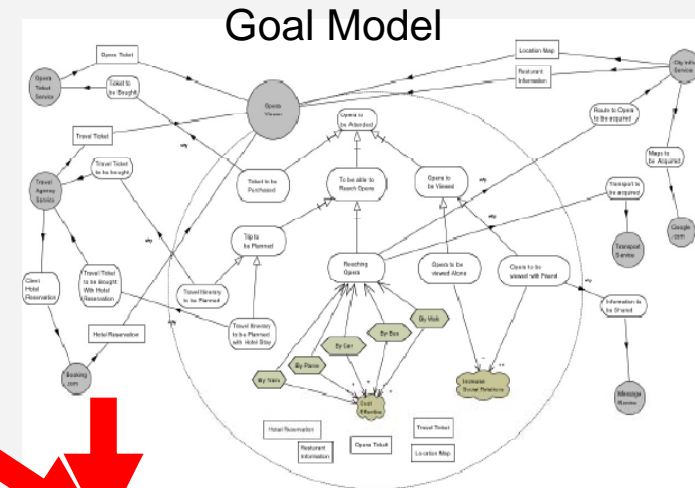 Goal Model
Opera Ticket
Location Map
Resturant
Information
City Info
Service
Opera
Ticket
Service
Ticket to
be Bought
Opera
Opera to
be Attended
Route to Opera
to be acquired
Travel Ticket
Travel Ticket
to be bought
Maps to
be Acquired
Ticket to be
Purchased
To be able to
Reach Opera
Opera to
be Viewed
Transport to
be acquired
Travel
Agency
Service
Google
.com
Trip to
be Planned
Transport
Service
Client
Hotel
Reservation
Travel Ticket
to be Bought
With Hotel
Reservation
Reaching
Opera
Opera to be
viewed Alone
Opera to be
viewed with Friend
Travel Itinerary
to be Planned
Information to
be Shared
Hotel Reservation
Travel Itinerary
to be Planned
with Hotel Stay
By Walk
By Bus
By Car
By Plane
By Train
Booking
.com
Cost
Effective
Increase
Social Relations
Message
Service
Hotel Reservation
Resturant
Information
Opera Ticket
Travel Ticket
Location Map